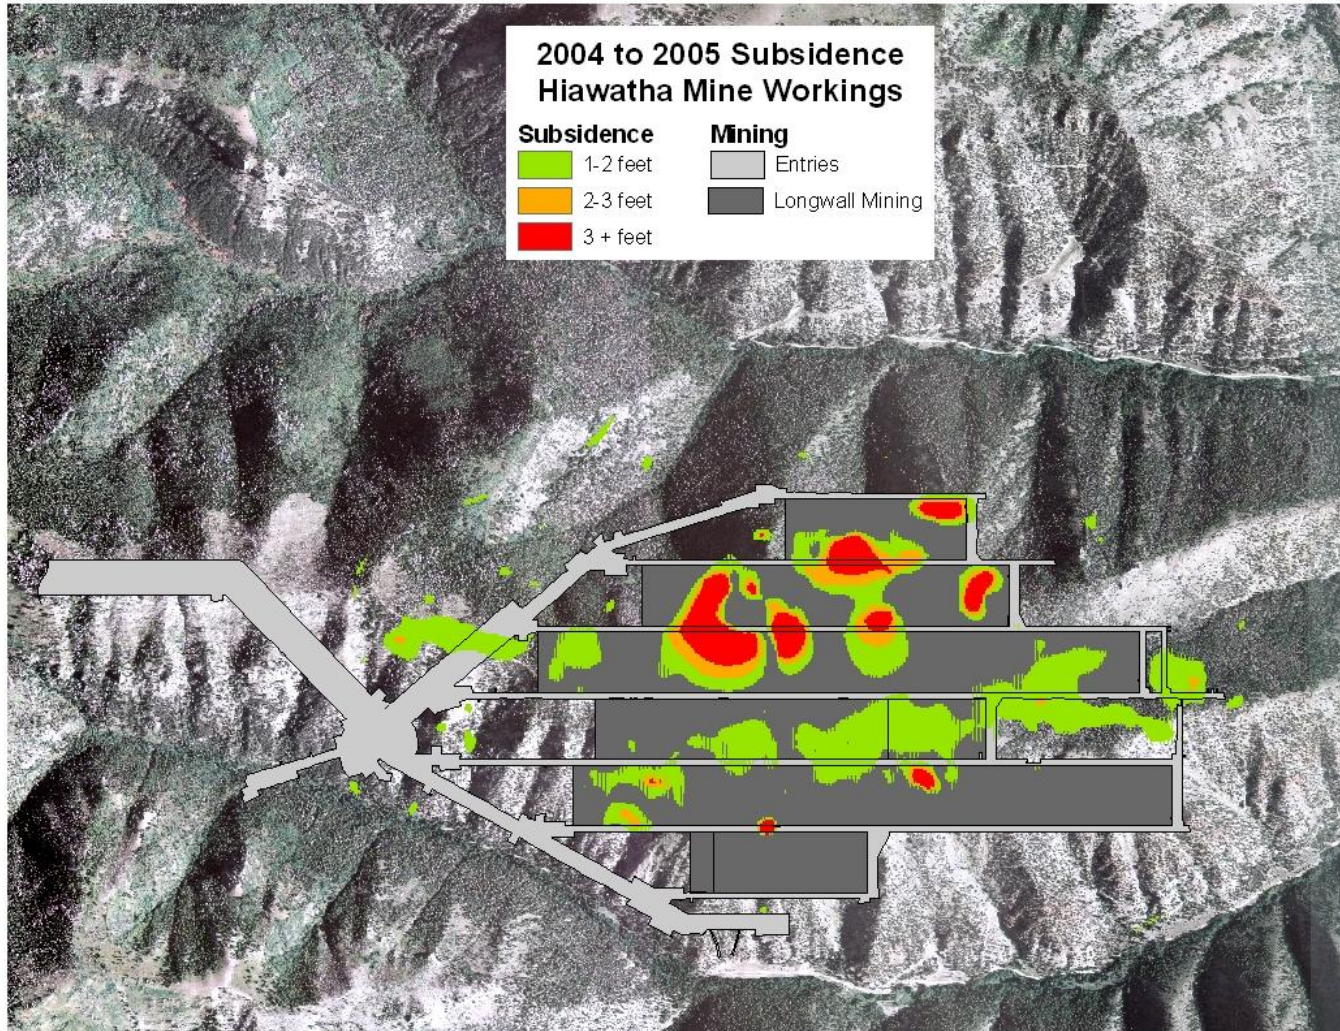 2004 to 2005 Subsidence
Hiawatha Mine Workings
Subsidence
1-2 feet
2-3 feet
3 + feet
Mining
Entries
Longwall Mining